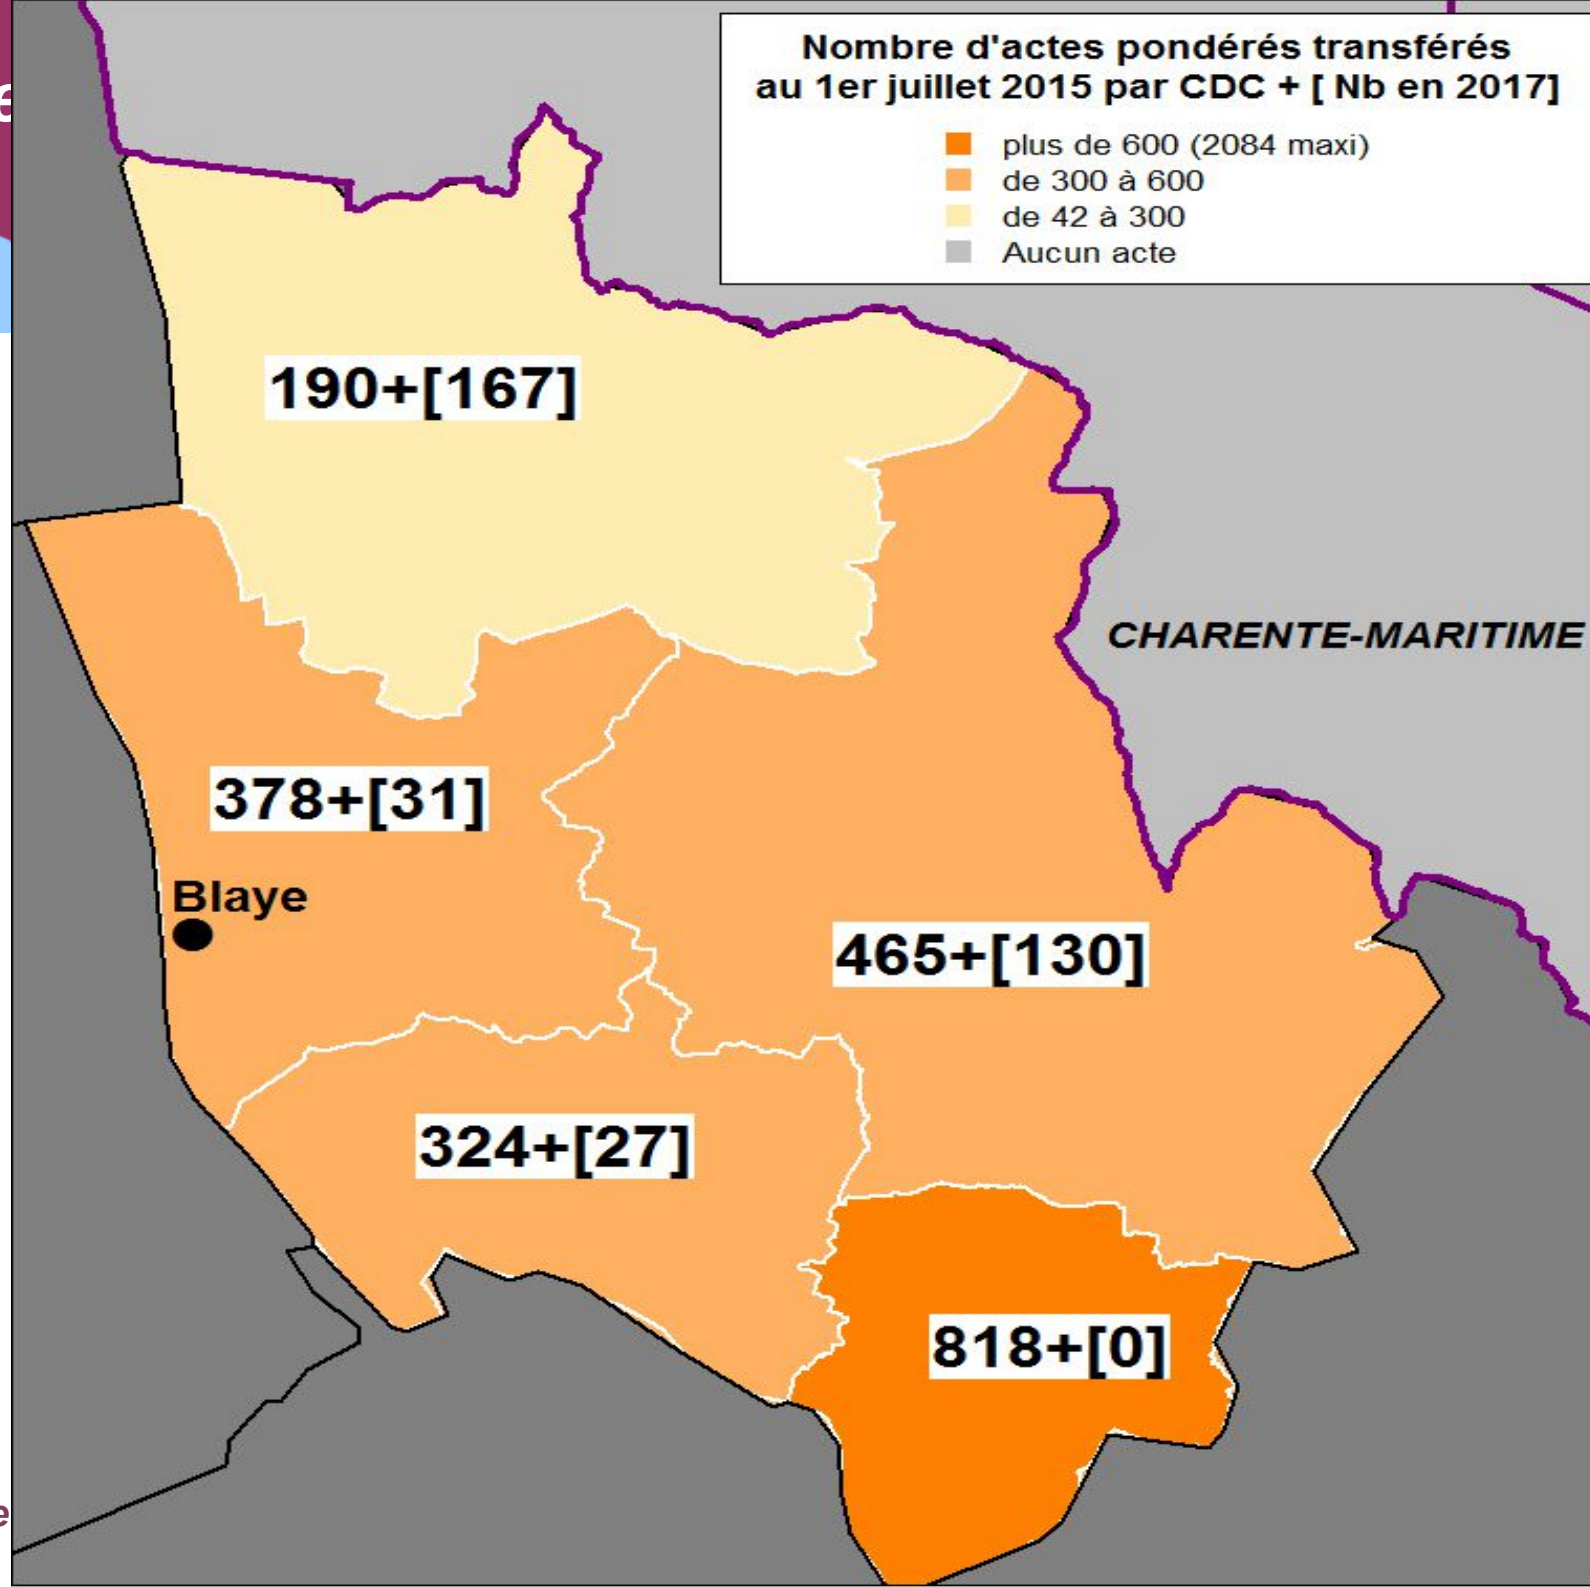 Nombre d'actes pondérés transférés
au 1er juillet 2015 par CDC + [ Nb en 2017]
plus de 600 (2084 maxi)
de 300 à 600
de 42 à 300
Aucun acte
190+[167]
CHARENTE-MARITIME
378+[31]
Blaye
465+[130]
324+[27]
818+[0]
e